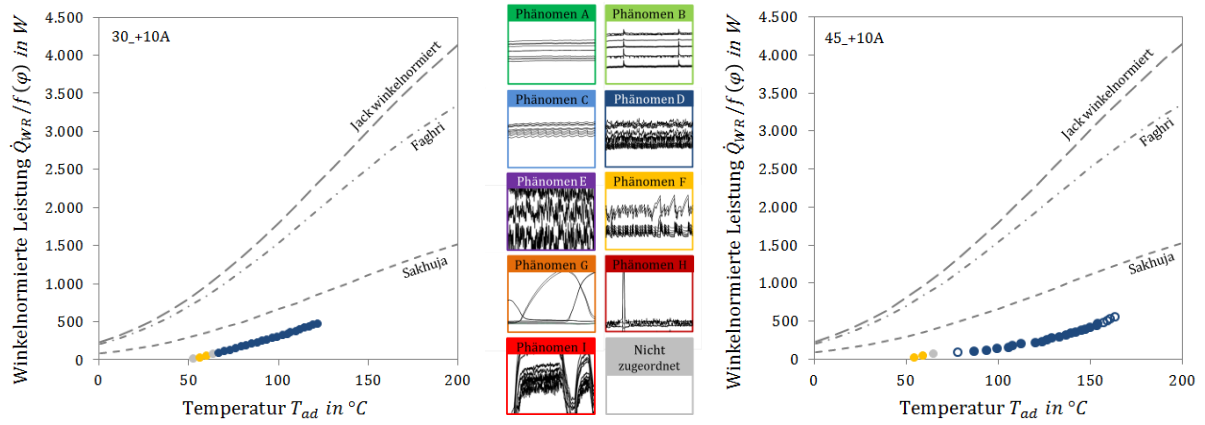 Winkelnormierte Leistung Q̇_WR / f(φ) in W
4.500
4.000
3.500
3.000
2.500
2.000
1.500
1.000
500
0
30_+10A
Jack winkelnormiert
Faghri
Sakhuja
0
50
100
150
200
Temperatur T_ad in °C
Phänomen A
Phänomen B
Phänomen C
Phänomen D
Phänomen E
Phänomen F
Phänomen G
Phänomen H
Phänomen I
Nicht
zugeordnet
Winkelnormierte Leistung Q̇_WR / f(φ) in W
4.500
4.000
3.500
3.000
2.500
2.000
1.500
1.000
500
0
45_+10A
Jack winkelnormiert
Faghri
Sakhuja
0
50
100
150
200
Temperatur T_ad in °C